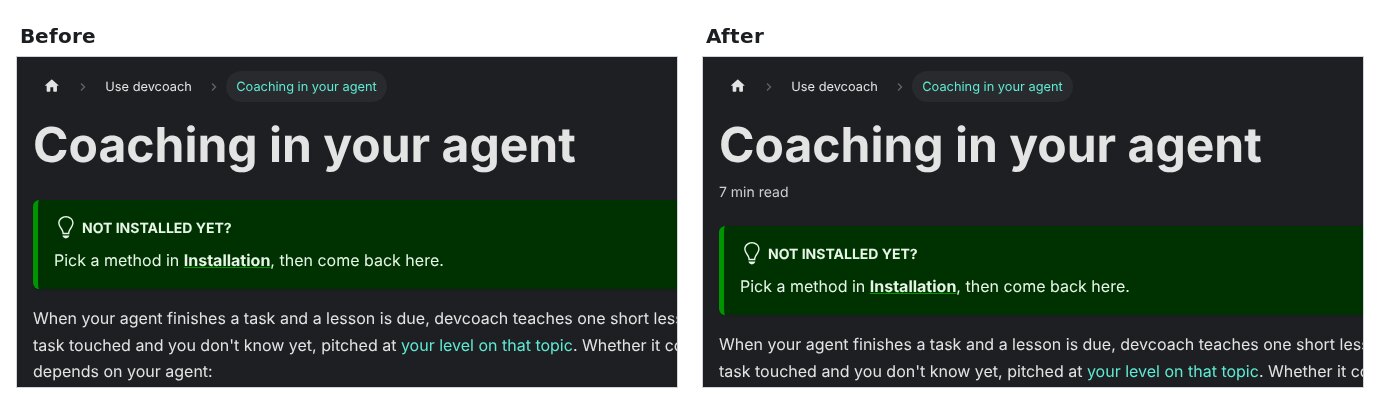 Before
Use devcoach
Coaching in your agent
Coaching in your agent
NOT INSTALLED YET?
Pick a method in Installation, then come back here.
When your agent finishes a task and a lesson is due, devcoach teaches one short
task touched and you don't know yet, pitched at your level on that topic. Whether it
depends on your agent:
After
Use devcoach
Coaching in your agent
Coaching in your agent
7 min read
NOT INSTALLED YET?
Pick a method in Installation, then come back here.
When your agent finishes a task and a lesson is due, devcoach teaches one short
task touched and you don't know yet, pitched at your level on that topic. Whether it